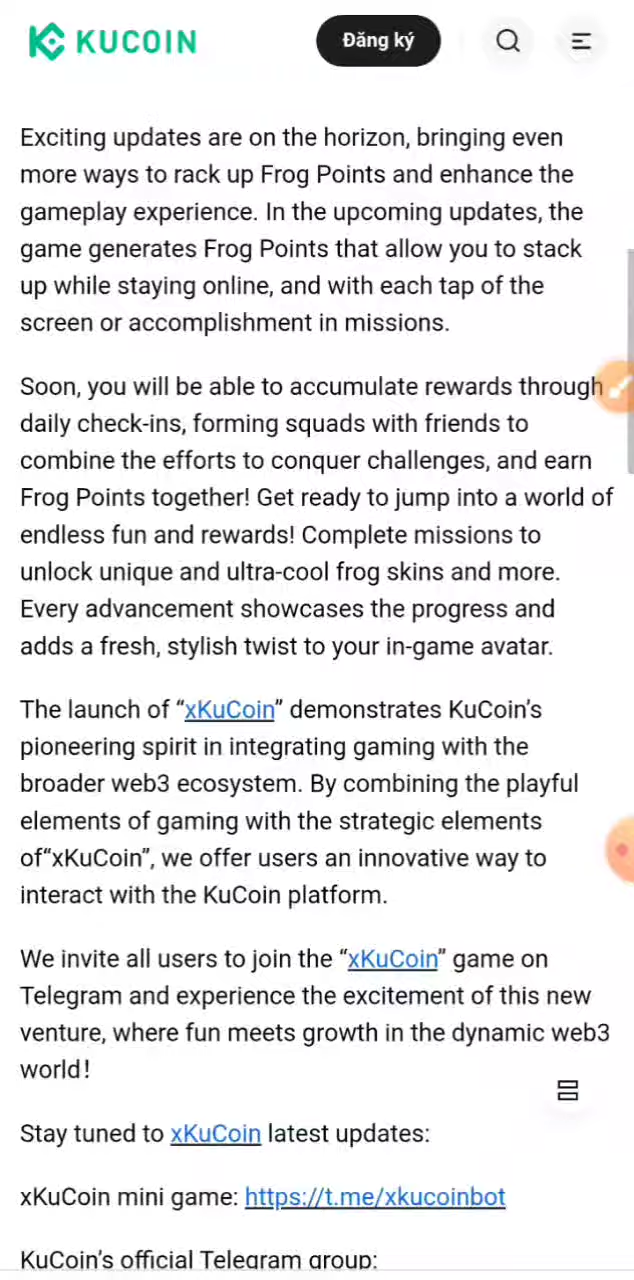 KUCOIN
Đăng ký
Exciting updates are on the horizon, bringing even
more ways to rack up Frog Points and enhance the
gameplay experience. In the upcoming updates, the
game generates Frog Points that allow you to stack
up while staying online, and with each tap of the
screen or accomplishment in missions.
Soon, you will be able to accumulate rewards through
daily check-ins, forming squads with friends to
combine the efforts to conquer challenges, and earn
Frog Points together! Get ready to jump into a world of
endless fun and rewards! Complete missions to
unlock unique and ultra-cool frog skins and more.
Every advancement showcases the progress and
adds a fresh, stylish twist to your in-game avatar.
The launch of “xKuCoin” demonstrates KuCoin’s
pioneering spirit in integrating gaming with the
broader web3 ecosystem. By combining the playful
elements of gaming with the strategic elements
of“xKuCoin”, we offer users an innovative way to
interact with the KuCoin platform.
We invite all users to join the “xKuCoin” game on
Telegram and experience the excitement of this new
venture, where fun meets growth in the dynamic web3
world!
Stay tuned to xKuCoin latest updates:
xKuCoin mini game: https://t.me/xkucoinbot
KuCoin’s official Telegram group: